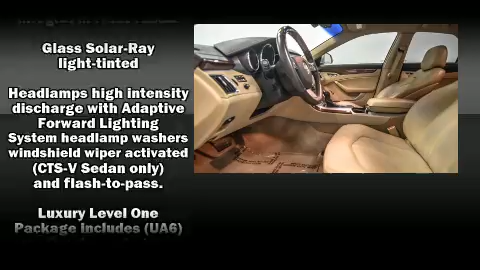 Glass Solar-Ray
light-tinted
Headlamps high intensity
discharge with Adaptive
Forward Lighting
System headlamp washers
windshield wiper activated
(CTS-V Sedan only)
and flash-to-pass.
Luxury Level One
Package includes (UA6)